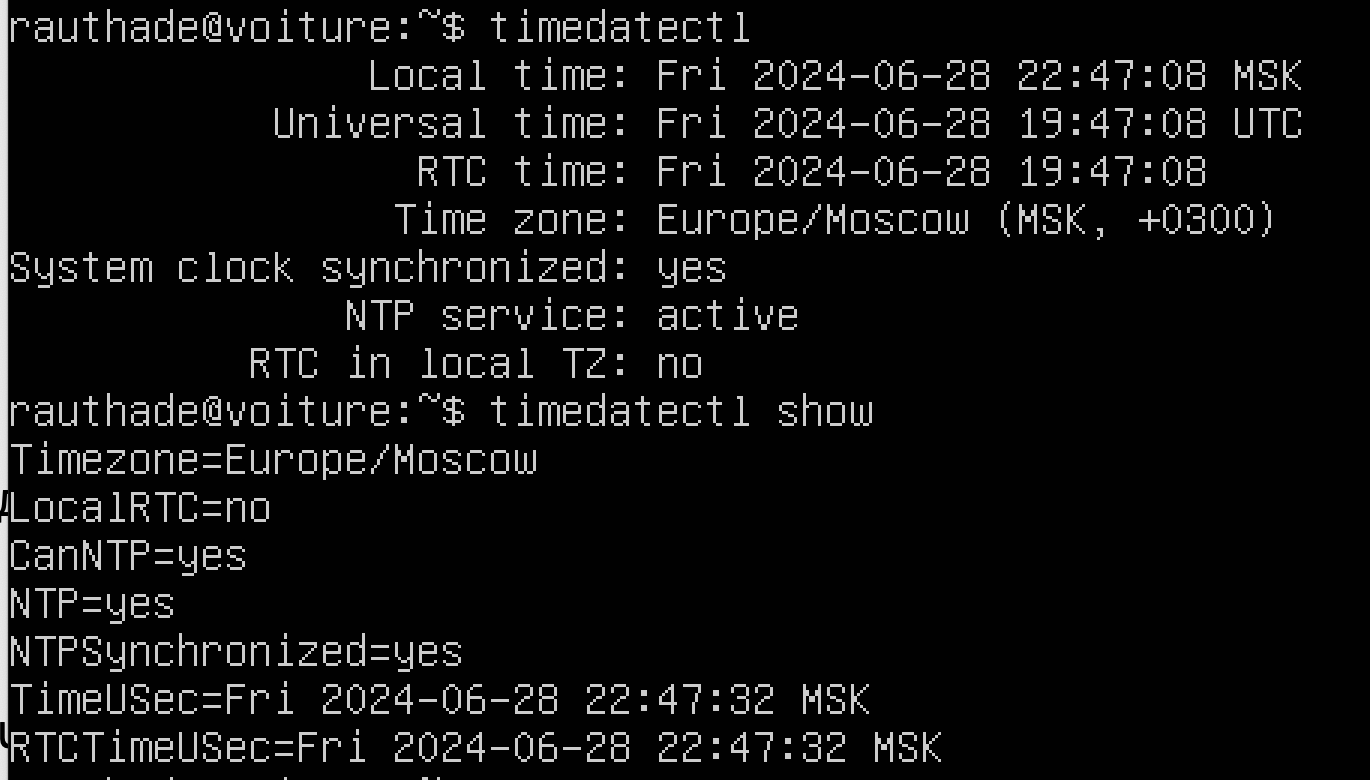 rauthade@voiture:~$ timedatectl
Local time: Fri 2024-06-28 22:47:08 MSK
Universal time: Fri 2024-06-28 19:47:08 UTC
RTC time: Fri 2024-06-28 19:47:08
Time zone: Europe/Moscow (MSK, +0300)
System clock synchronized: yes
NTP service: active
RTC in local TZ: no
rauthade@voiture:~$ timedatectl show
Timezone=Europe/Moscow
LocalRTC=no
CanNTP=yes
NTP=yes
NTPSynchronized=yes
TimeUSec=Fri 2024-06-28 22:47:32 MSK
RTCTimeUSec=Fri 2024-06-28 22:47:32 MSK